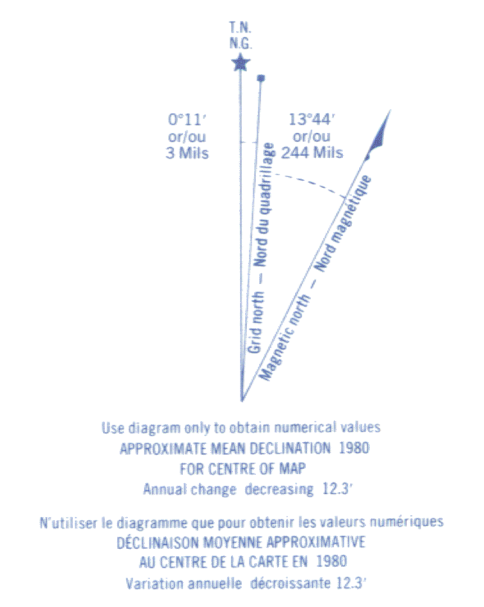 T.N.
N.G.
0°11′
or/ou
3 Mils
13°44′
or/ou
244 Mils
Grid north — Nord du quadrillage
Magnetic north — Nord magnétique
Use diagram only to obtain numerical values
APPROXIMATE MEAN DECLINATION 1980
FOR CENTRE OF MAP
Annual change decreasing 12.3′
N'utiliser le diagramme que pour obtenir les valeurs numériques
DÉCLINAISON MOYENNE APPROXIMATIVE
AU CENTRE DE LA CARTE EN 1980
Variation annuelle décroissante 12.3′